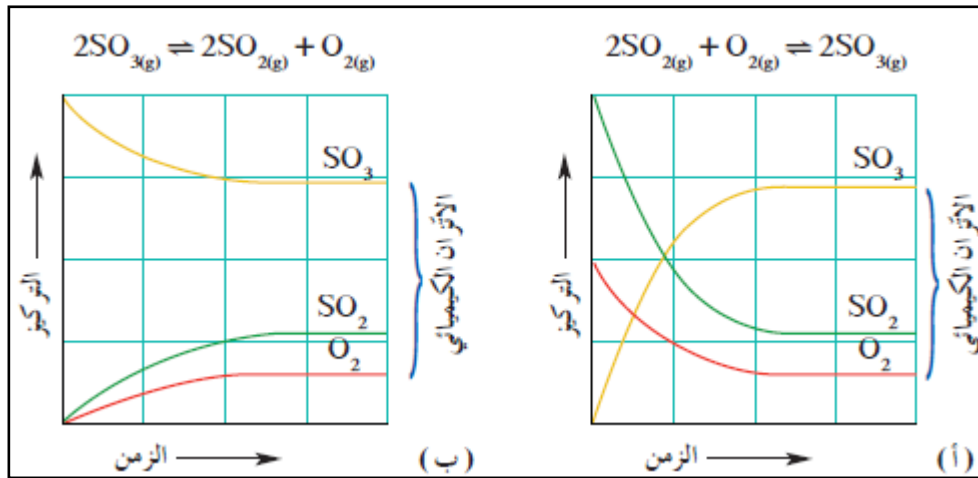 2SO₂(g) + O₂(g) ⇌ 2SO₃(g)
SO₃
SO₂
O₂
التركيز
الاتزان الكيميائي
الزمن
(أ)
2SO₃(g) ⇌ 2SO₂(g) + O₂(g)
SO₃
SO₂
O₂
التركيز
الاتزان الكيميائي
الزمن
(ب)